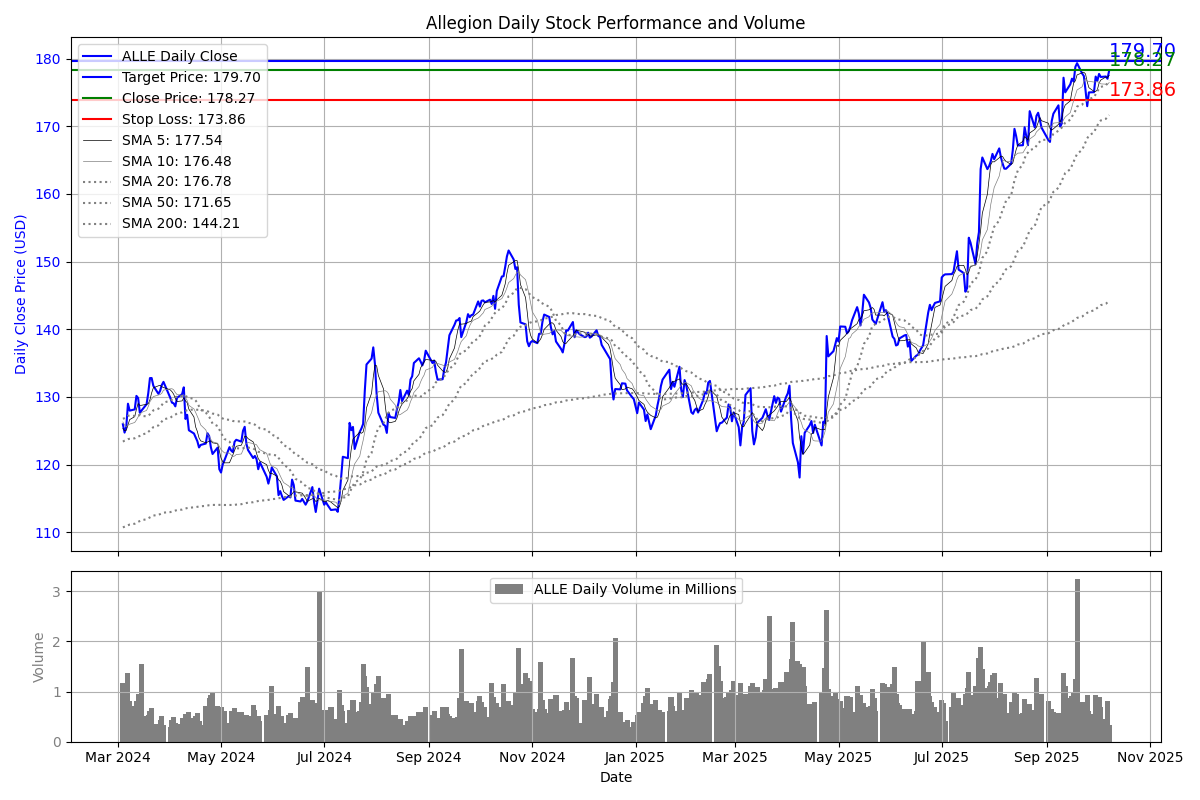 Allegion Daily Stock Performance and Volume
Daily Close Price (USD)
180
170
160
150
140
130
120
110
ALLE Daily Close
Target Price: 179.70
Close Price: 178.27
Stop Loss: 173.86
SMA 5: 177.54
SMA 10: 176.48
SMA 20: 176.78
SMA 50: 171.65
SMA 200: 144.21
179.70
178.27
173.86
Volume
3
2
1
0
ALLE Daily Volume in Millions
Mar 2024 May 2024 Jul 2024 Sep 2024 Nov 2024 Jan 2025 Mar 2025 May 2025 Jul 2025 Sep 2025 Nov 2025
Date